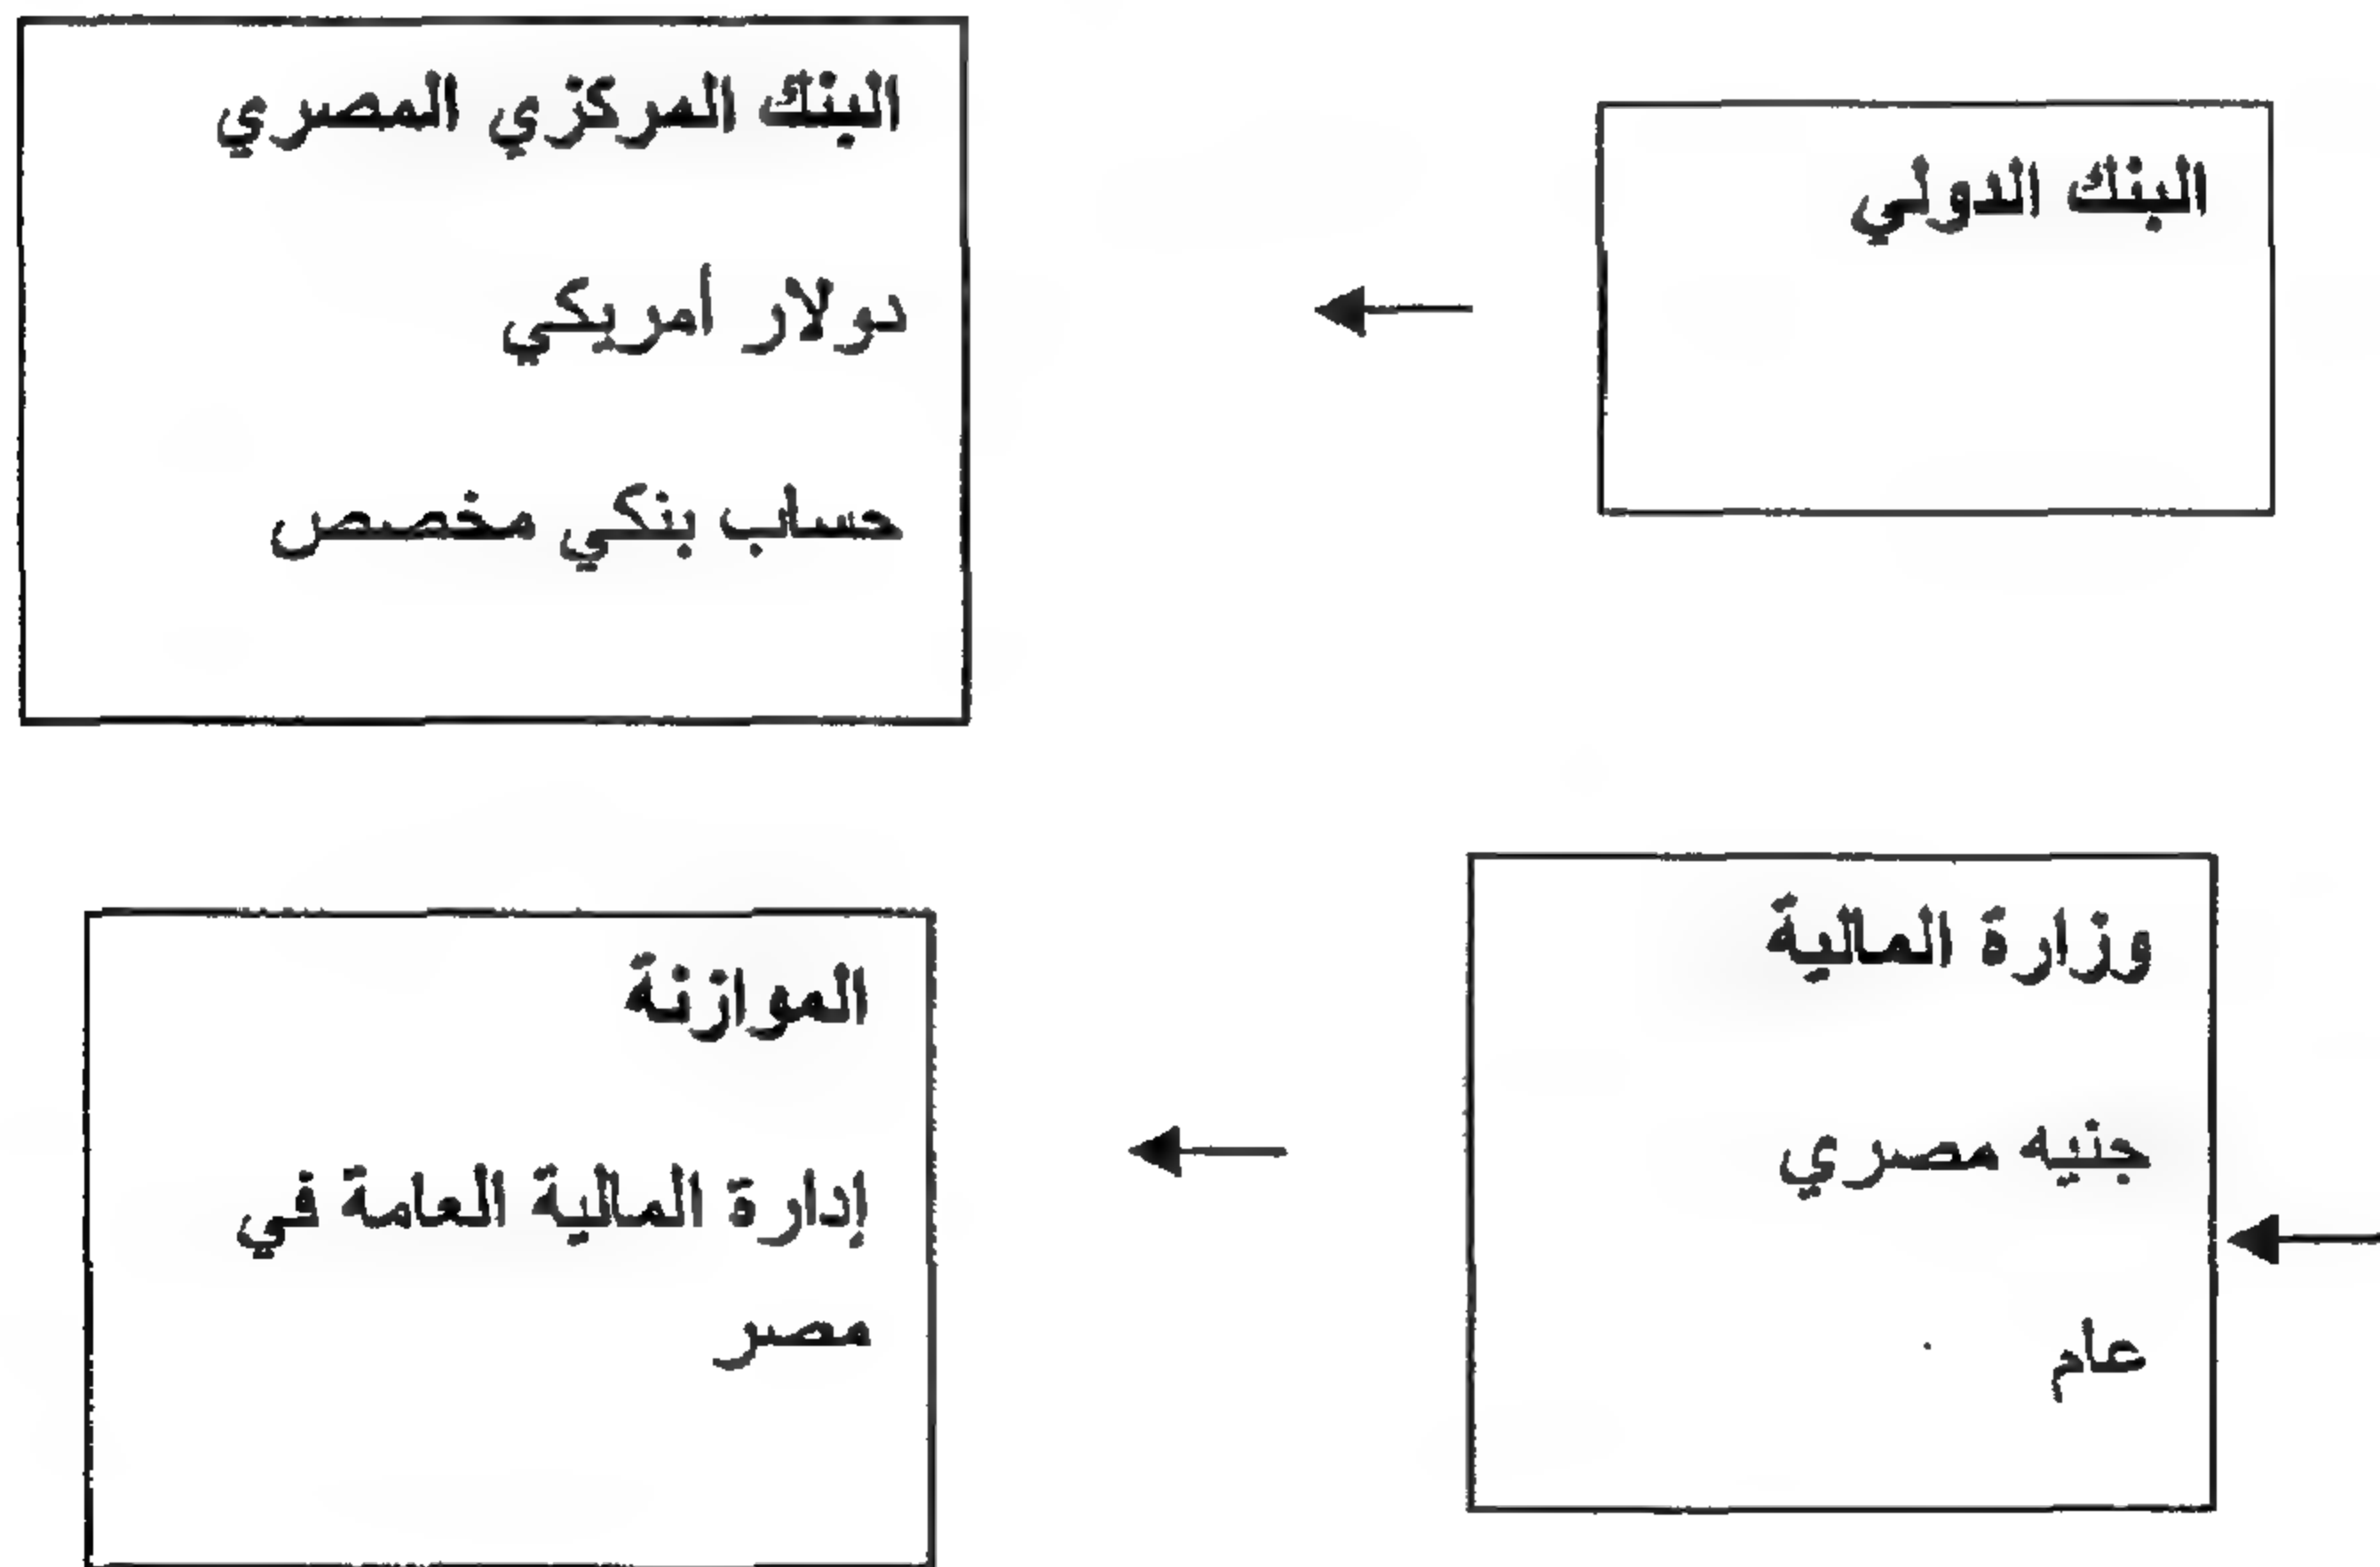 البنك الدولي
البنك المركزي المصري
دولار أمريكي
حساب بنكي مخصص
وزارة المالية
جنيه مصري
عام
الموازنة
إدارة المالية العامة في
مصر